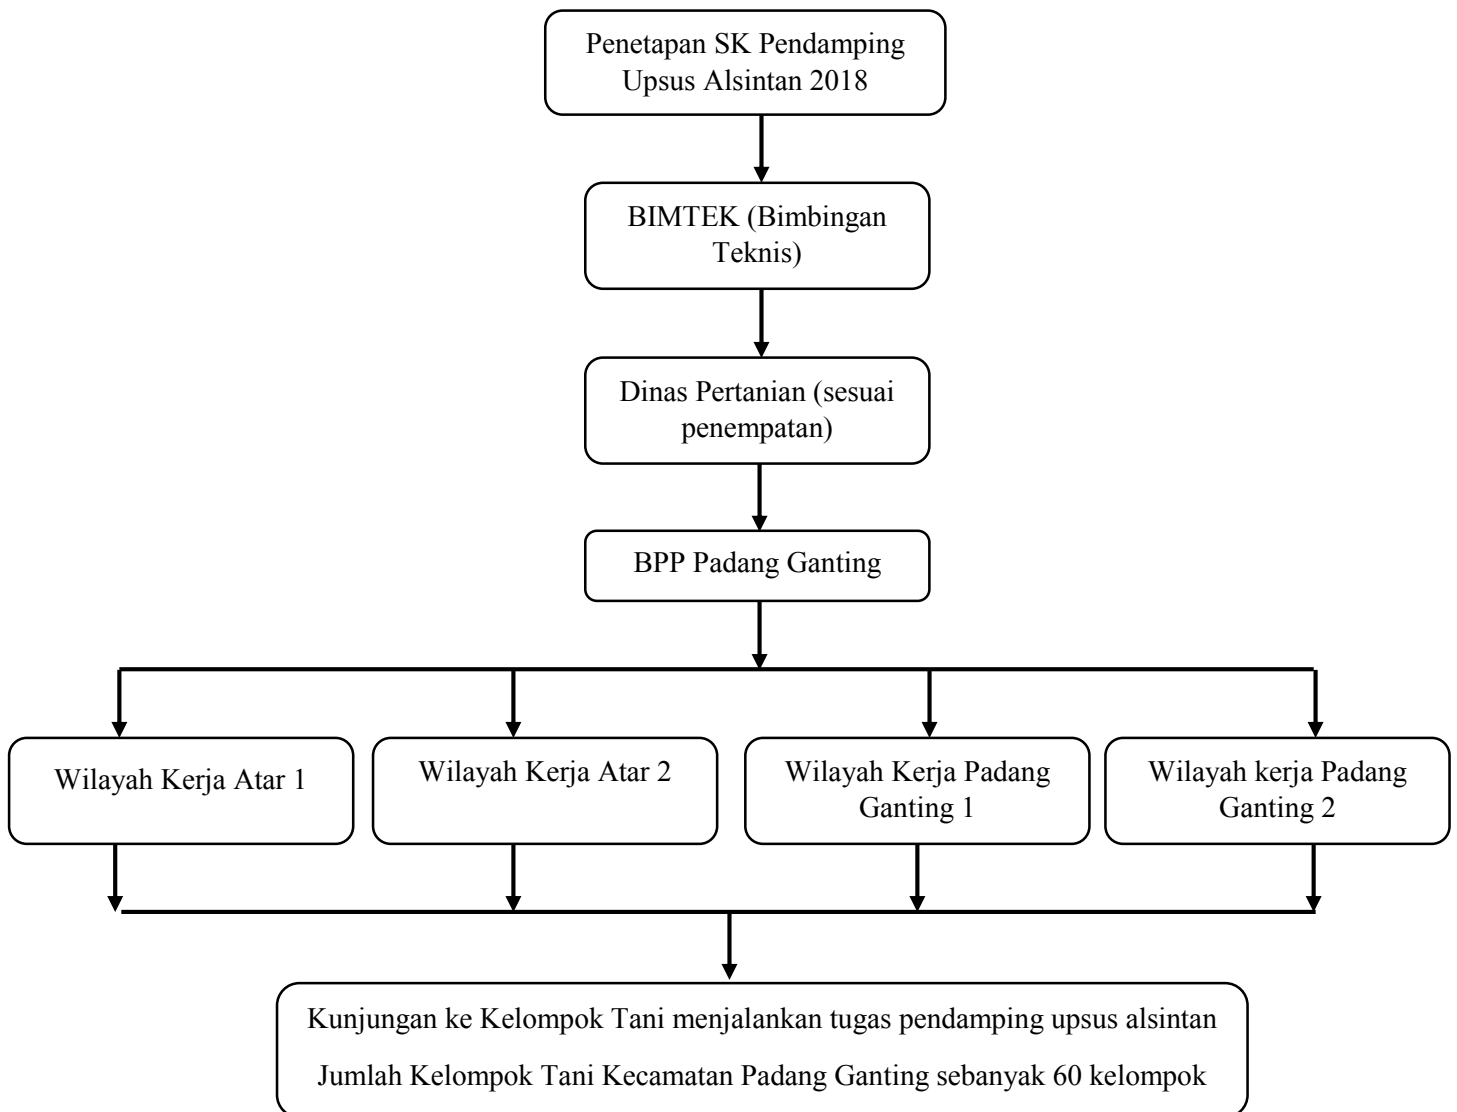 Penetapan SK Pendamping
Upsus Alsintan 2018
BIMTEK (Bimbingan
Teknis)
Dinas Pertanian (sesuai
penempatan)
BPP Padang Ganting
Wilayah Kerja Atar 1
Wilayah Kerja Atar 2
Wilayah Kerja Padang
Ganting 1
Wilayah kerja Padang
Ganting 2
Kunjungan ke Kelompok Tani menjalankan tugas pendamping upsus alsintan
Jumlah Kelompok Tani Kecamatan Padang Ganting sebanyak 60 kelompok